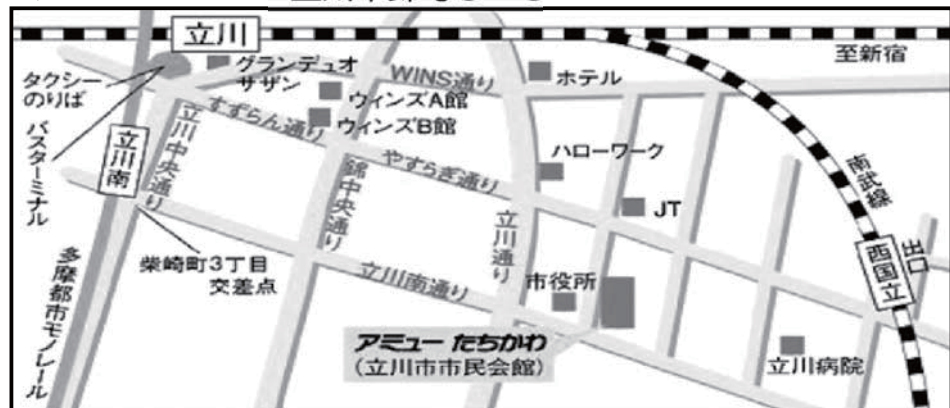 立川
至新宿
グランデュオ
サザン
WINS通り
ホテル
タクシー
のりば
ウィンズA館
ウィンズB館
すずらん通り
バスターミナル
立川南
立川中央通り
ハローワーク
やすらぎ通り
南武線
錦中央通り
立川通り
JT
西国立
出口
柴崎町3丁目
交差点
立川南通り
市役所
多摩都市モノレール
アミュー たちかわ
(立川市市民会館)
立川病院